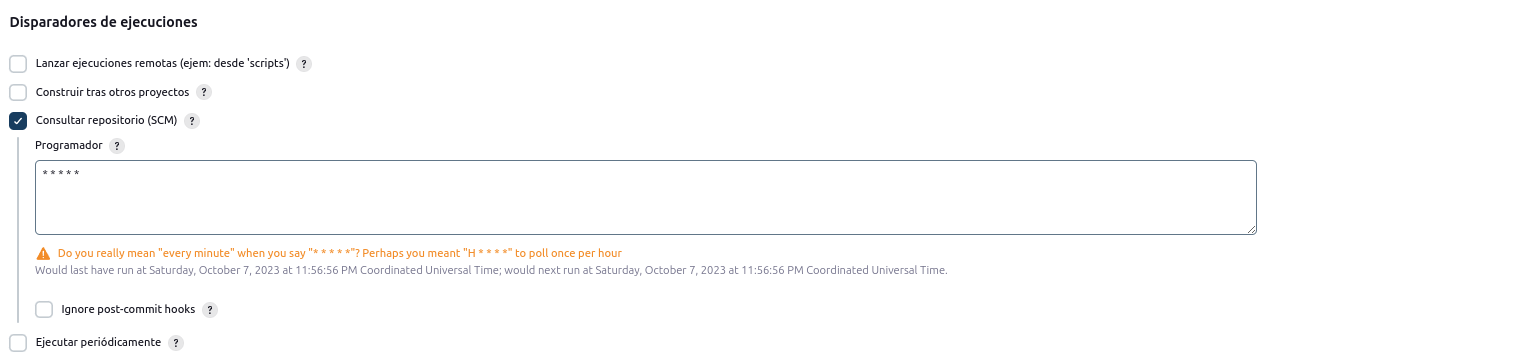 Disparadores de ejecuciones
Lanzar ejecuciones remotas (ejem: desde 'scripts') ?
Construir tras otros proyectos ?
Consultar repositorio (SCM) ?
Programador ?
* * * * *
Do you really mean "every minute" when you say "* * * * *"? Perhaps you meant "H * * * *" to poll once per hour
Would last have run at Saturday, October 7, 2023 at 11:56:56 PM Coordinated Universal Time; would next run at Saturday, October 7, 2023 at 11:56:56 PM Coordinated Universal Time.
Ignore post-commit hooks ?
Ejecutar periódicamente ?